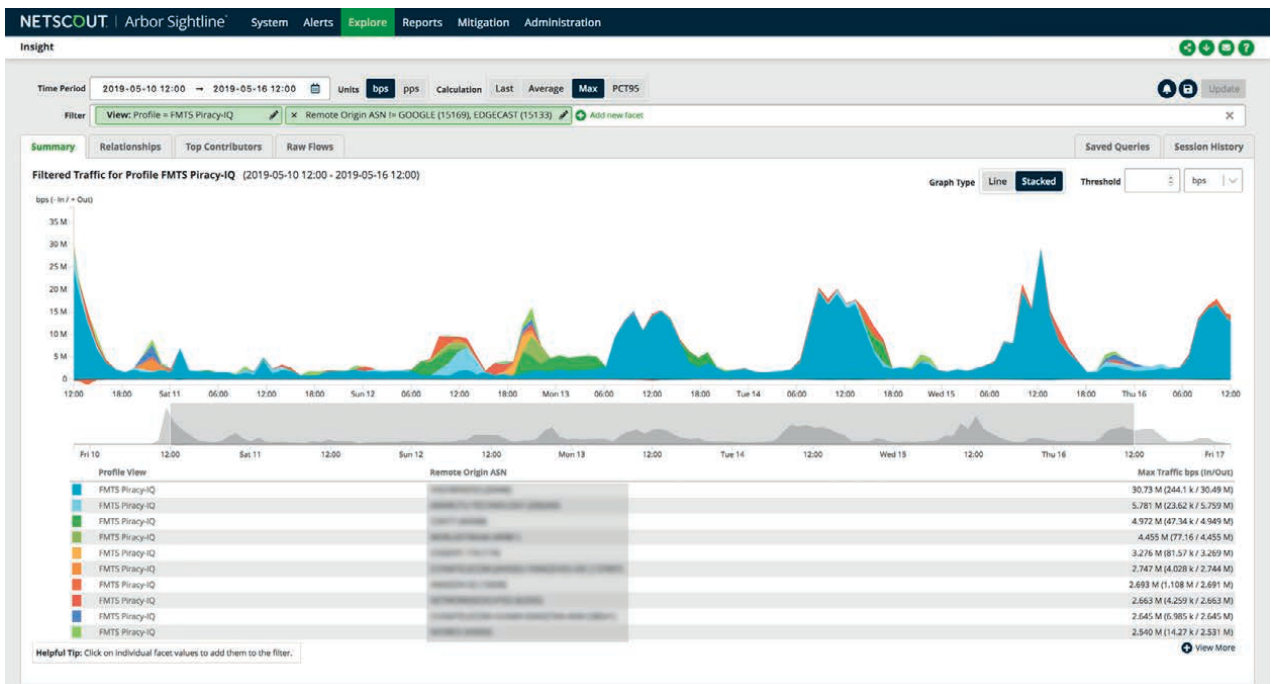 NETSCOUT | Arbor Sightline System Alerts Explore Reports Mitigation Administration
Insight
Time Period 2019-05-10 12:00 → 2019-05-16 12:00 Units bps pps Calculation Last Average Max PCT95 Update
Filter View: Profile = FMTS Piracy-IQ × Remote Origin ASN != GOOGLE (15169), EDGECAST (15133) Add new facet ×
Summary Relationships Top Contributors Raw Flows Saved Queries Session History
Filtered Traffic for Profile FMTS Piracy-IQ (2019-05-10 12:00 - 2019-05-16 12:00)
Graph Type Line Stacked Threshold bps
bps (- In / + Out)
35 M
30 M
25 M
20 M
15 M
10 M
5 M
0
12:00 18:00 Sat 11 06:00 12:00 18:00 Sun 12 06:00 12:00 18:00 Mon 13 06:00 12:00 18:00 Tue 14 06:00 12:00 18:00 Wed 15 06:00 12:00 18:00 Thu 16 06:00 12:00
Fri 10 12:00 Sat 11 12:00 Sun 12 12:00 Mon 13 12:00 Tue 14 12:00 Wed 15 12:00 Thu 16 12:00 Fri 17
Profile View Remote Origin ASN Max Traffic bps (In/Out)
FMTS Piracy-IQ 30.73 M (244.1 k / 30.49 M)
FMTS Piracy-IQ 5.781 M (23.62 k / 5.759 M)
FMTS Piracy-IQ 4.972 M (47.34 k / 4.949 M)
FMTS Piracy-IQ 4.455 M (77.16 / 4.455 M)
FMTS Piracy-IQ 3.276 M (81.57 k / 3.269 M)
FMTS Piracy-IQ 2.747 M (4.028 k / 2.744 M)
FMTS Piracy-IQ 2.693 M (1.108 M / 2.691 M)
FMTS Piracy-IQ 2.663 M (4.259 k / 2.663 M)
FMTS Piracy-IQ 2.645 M (6.985 k / 2.645 M)
FMTS Piracy-IQ 2.540 M (14.27 k / 2.531 M)
Helpful Tip: Click on individual facet values to add them to the filter. View More